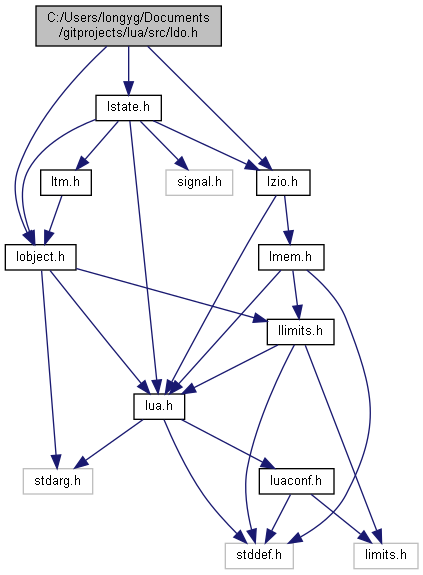 C:/Users/longyg/Documents
/gitprojects/lua/src/ldo.h
lstate.h
ltm.h
signal.h
lzio.h
lobject.h
lmem.h
llimits.h
lua.h
stdarg.h
luaconf.h
stddef.h
limits.h